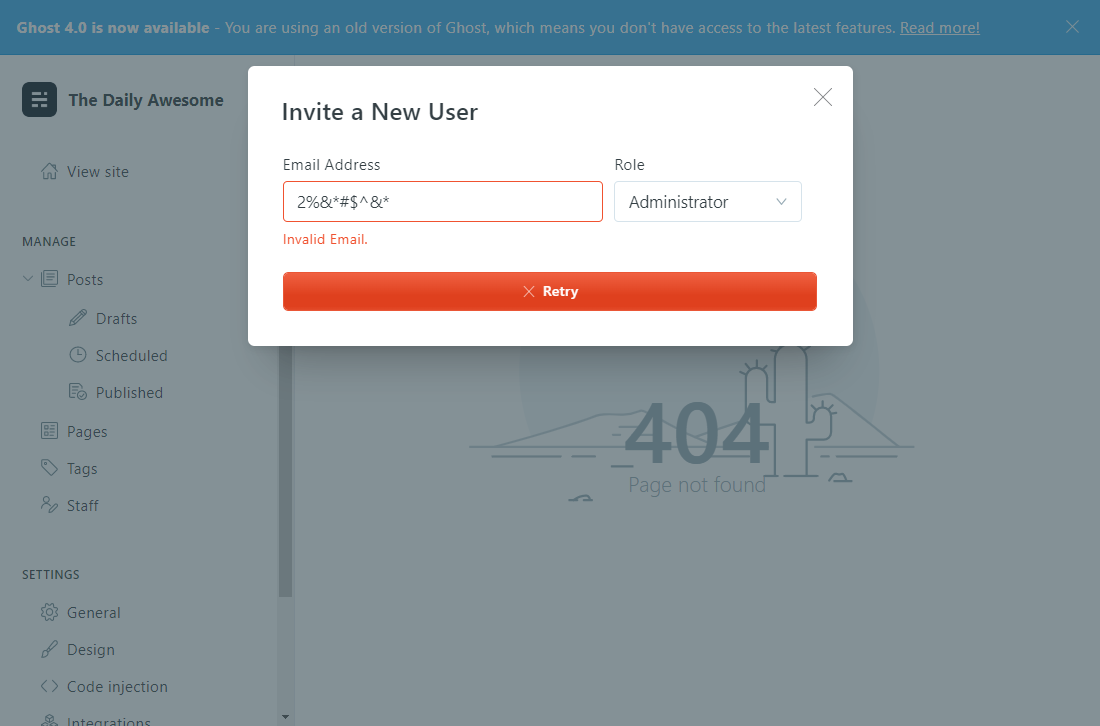 Ghost 4.0 is now available - You are using an old version of Ghost, which means you don't have access to the latest features. Read more!
The Daily Awesome
View site
MANAGE
Posts
Drafts
Scheduled
Published
Pages
Tags
Staff
SETTINGS
General
Design
Code injection
Integrations
Invite a New User
Email Address
Role
2%&*#$^&*
Administrator
Invalid Email.
Retry
404
Page not found